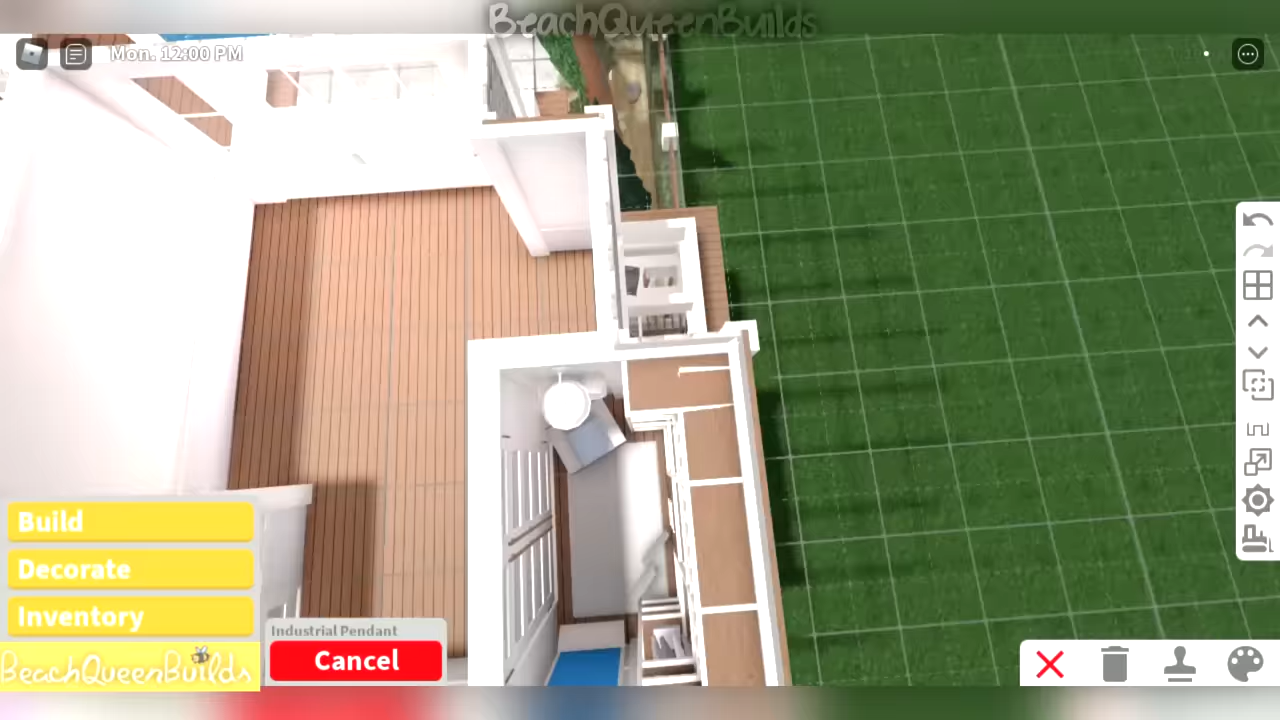 BeachQueenBuilds
Mon. 12:00 PM
Build
Decorate
Inventory
Industrial Pendant
Cancel
BeachQueenBuilds